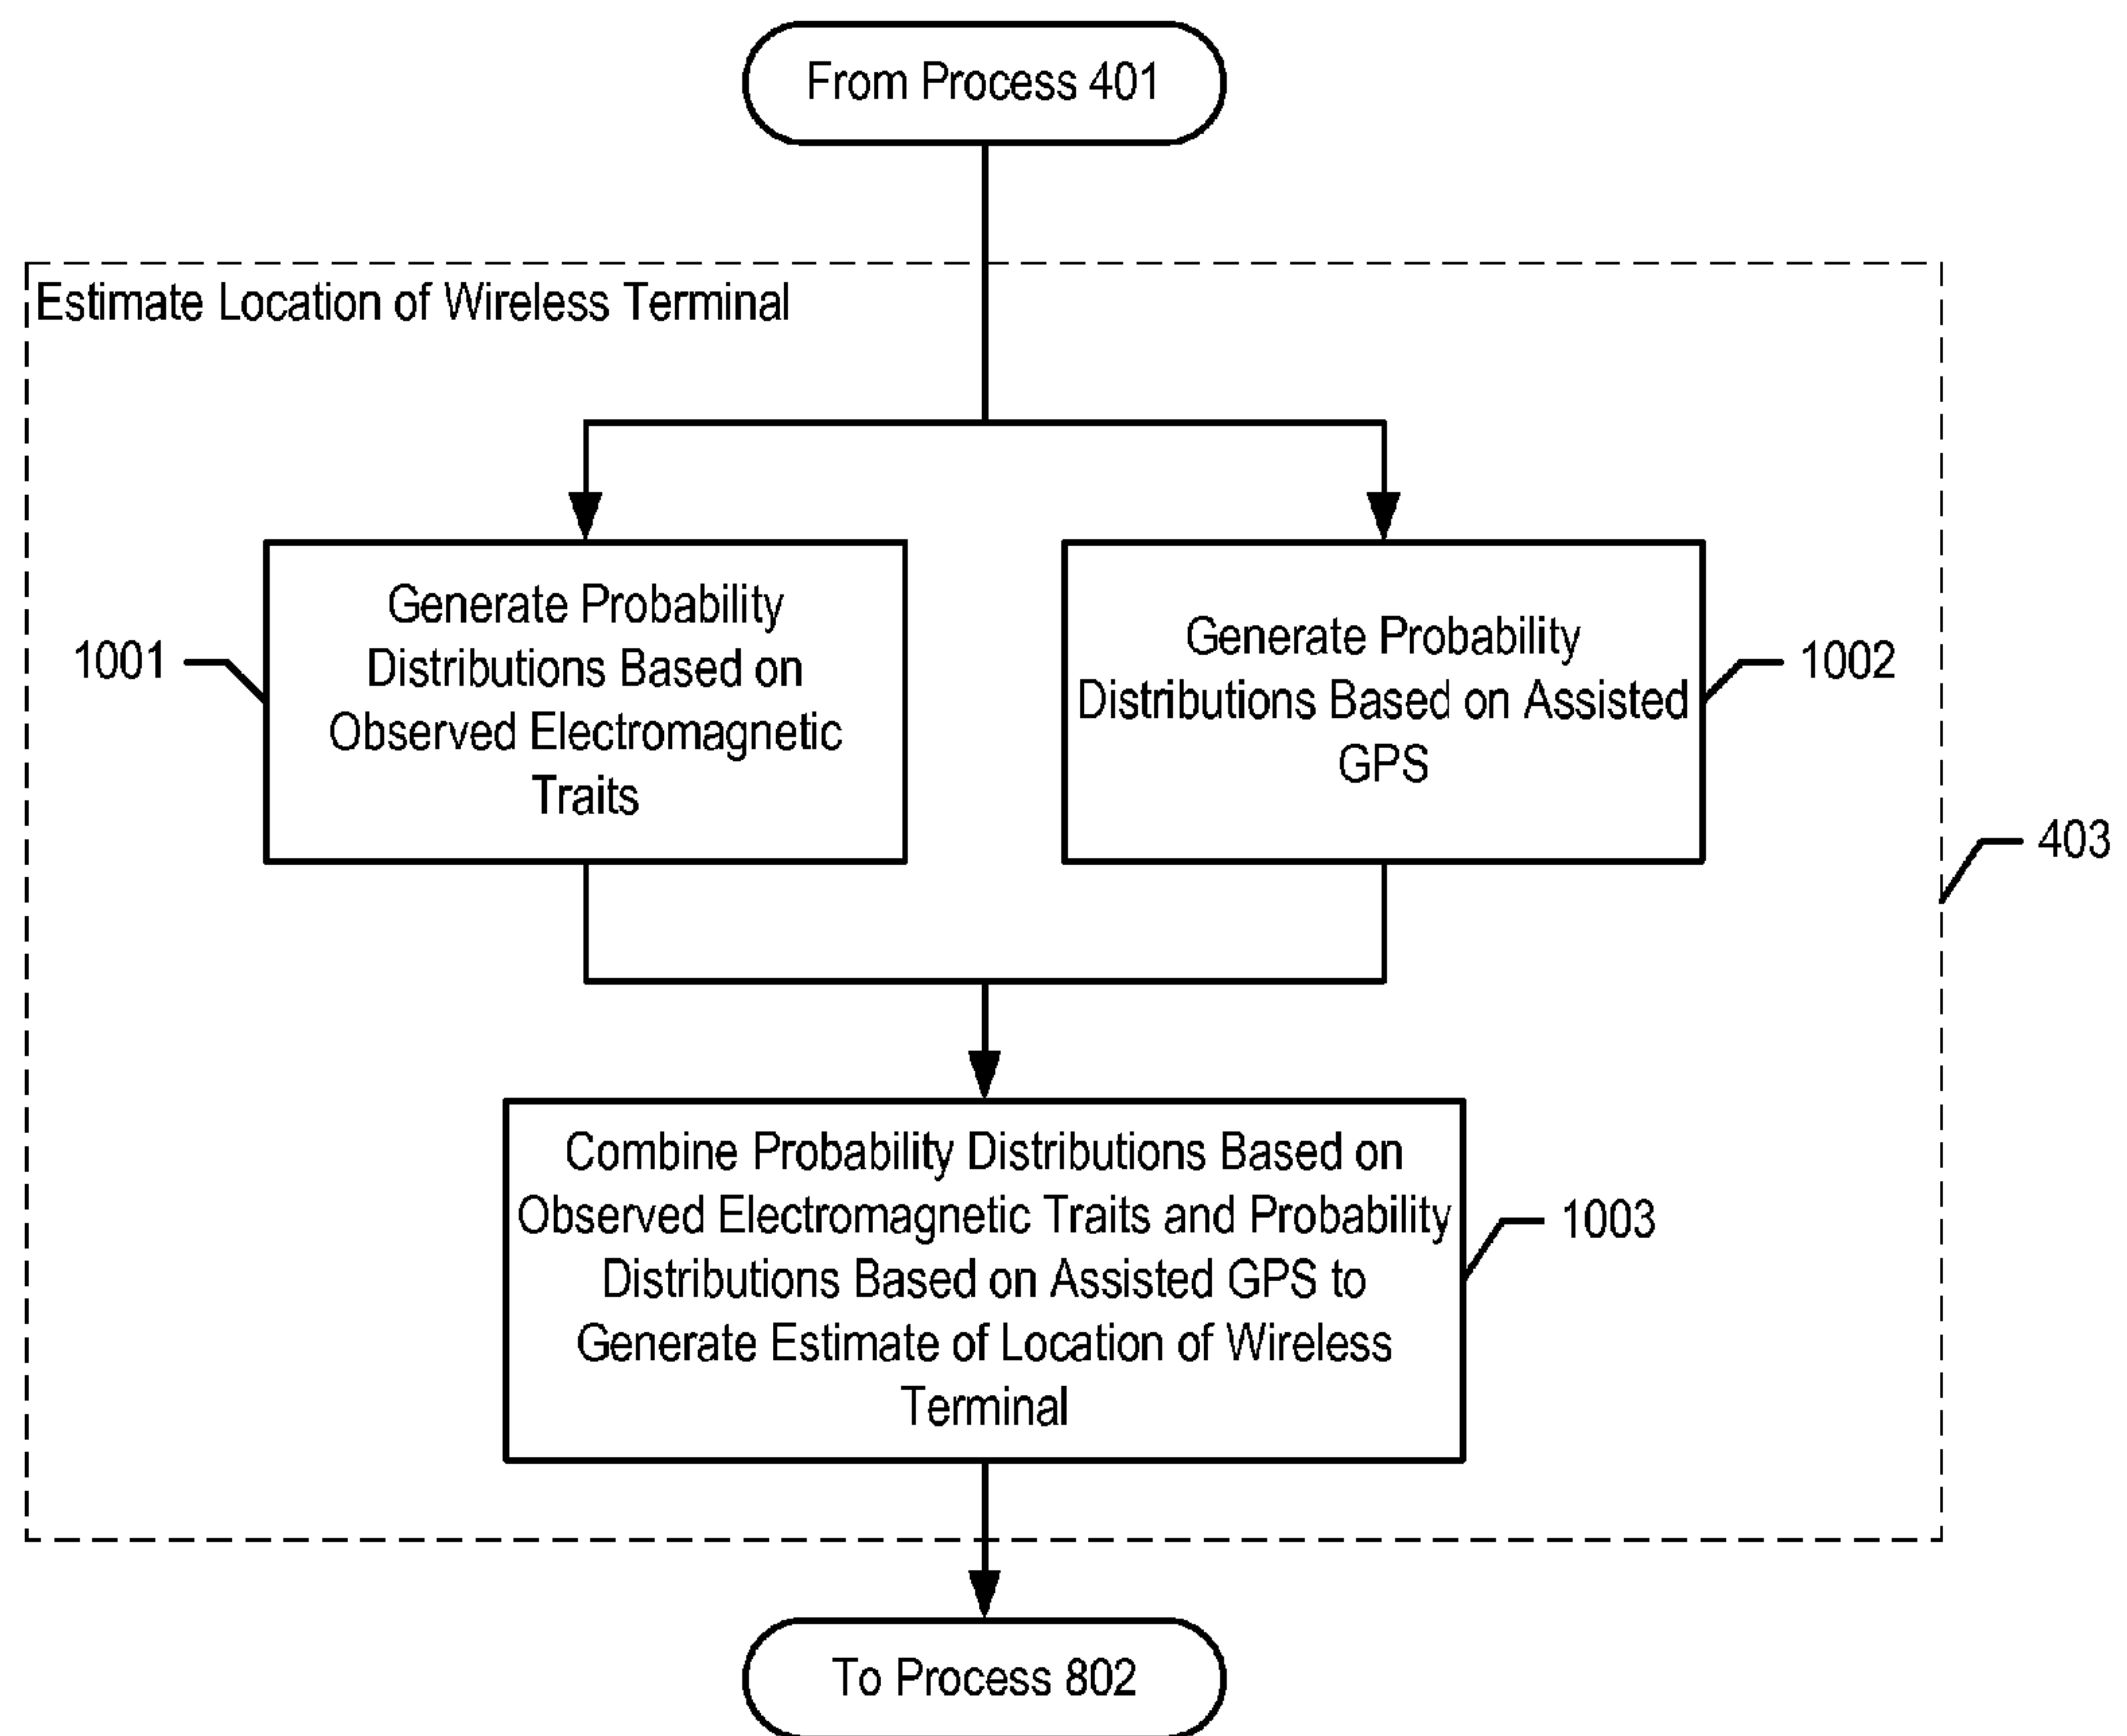 From Process 401
Estimate Location of Wireless Terminal
Generate Probability
Distributions Based on
Observed Electromagnetic
Traits
1001
Generate Probability
Distributions Based on Assisted
GPS
1002
403
Combine Probability Distributions Based on
Observed Electromagnetic Traits and Probability
Distributions Based on Assisted GPS to
Generate Estimate of Location of Wireless
Terminal
1003
To Process 802